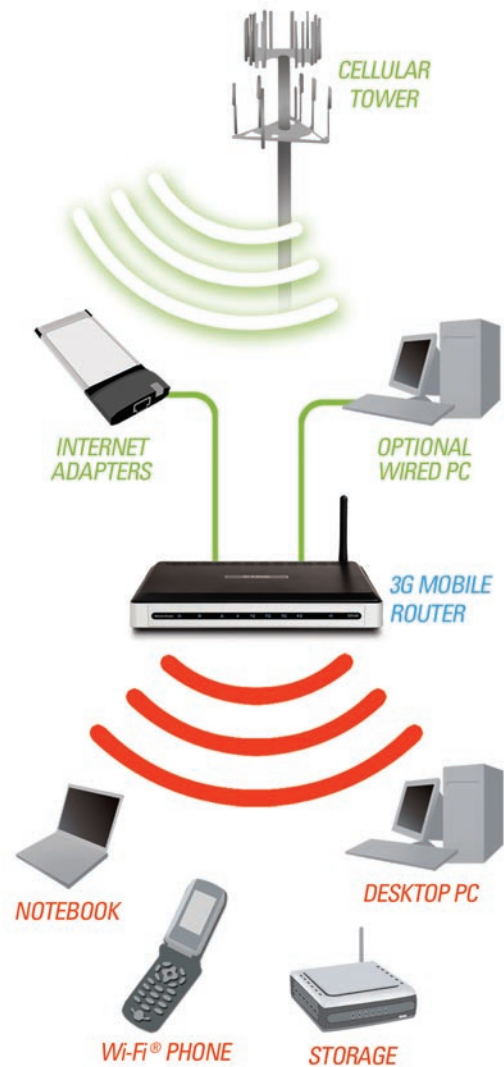 CELLULAR
TOWER
INTERNET
ADAPTERS
OPTIONAL
WIRED PC
3G MOBILE
ROUTER
NOTEBOOK
DESKTOP PC
Wi-Fi® PHONE
STORAGE